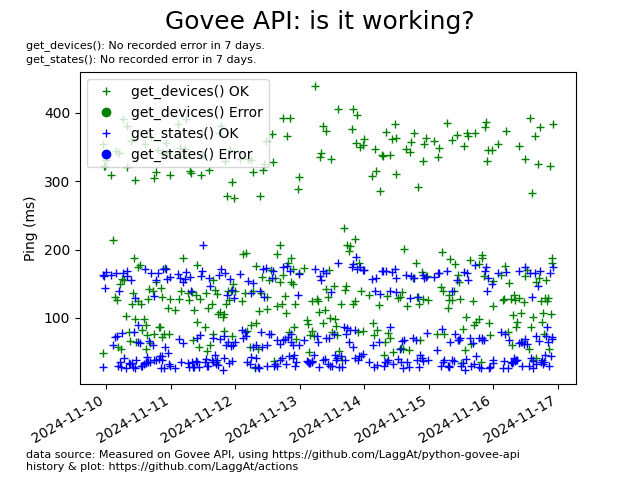 Govee API: is it working?
get_devices(): No recorded error in 7 days.
get_states(): No recorded error in 7 days.
get_devices() OK
get_devices() Error
get_states() OK
get_states() Error
Ping (ms)
400
300
200
100
2024-11-10
2024-11-11
2024-11-12
2024-11-13
2024-11-14
2024-11-15
2024-11-16
2024-11-17
data source: Measured on Govee API, using https://github.com/LaggAt/python-govee-api
history & plot: https://github.com/LaggAt/actions